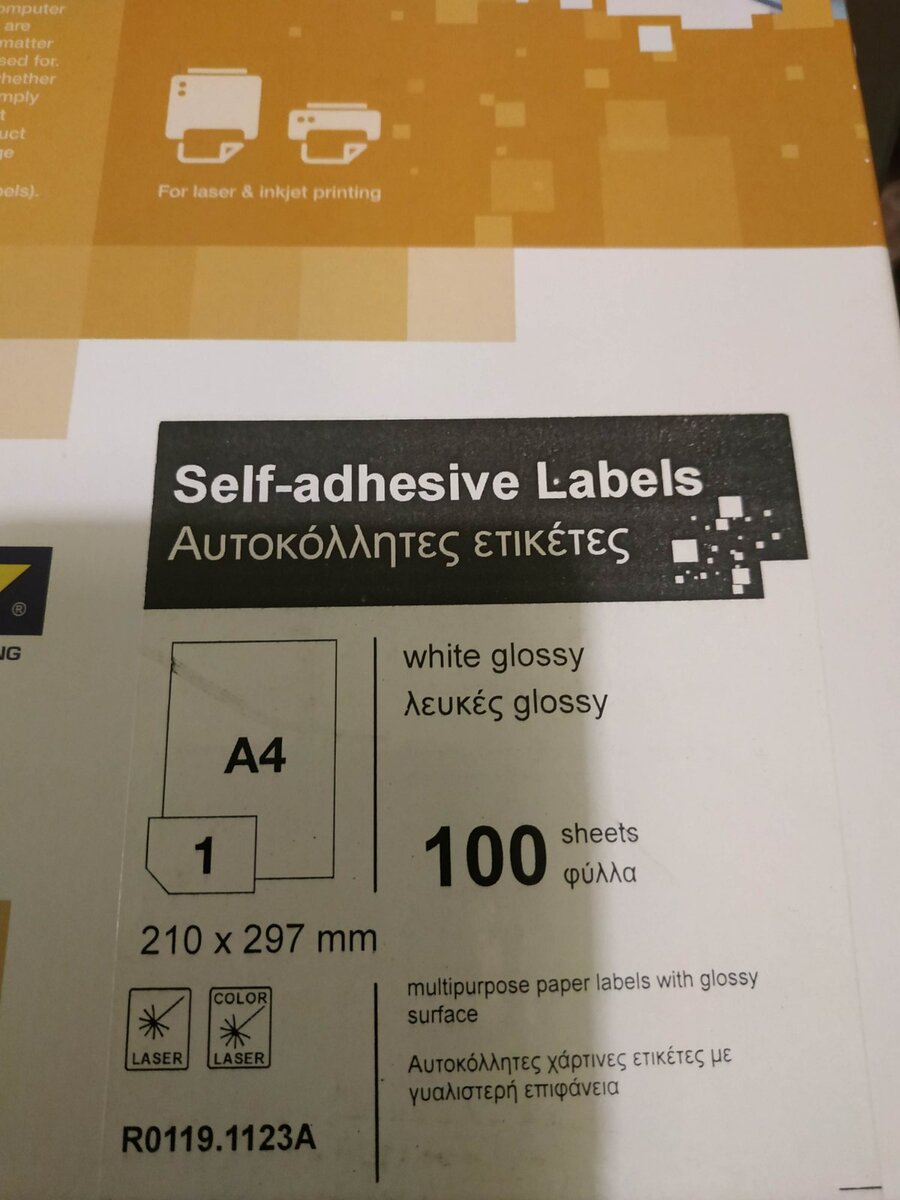 omputer
are
matter
sed for.
whether
mply
t
uct
ge
bels).
For laser & inkjet printing
Self-adhesive Labels
Αυτοκόλλητες ετικέτες
®
NG
A4
1
white glossy
λευκές glossy
100 sheets
φύλλα
210 x 297 mm
LASER
COLOR
LASER
R0119.1123A
multipurpose paper labels with glossy
surface
Αυτοκόλλητες χάρτινες ετικέτες με
γυαλιστερή επιφάνεια